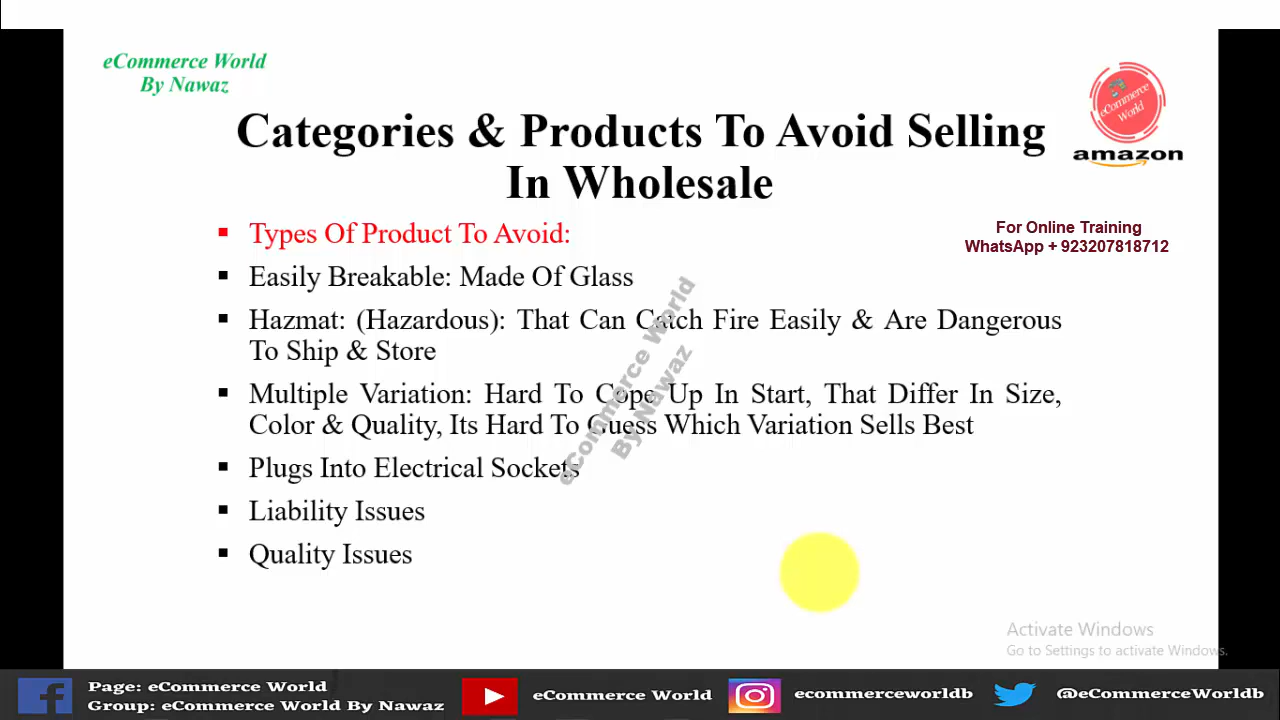 eCommerce World
By Nawaz
eCommerce
World
amazon
Categories & Products To Avoid Selling
In Wholesale
For Online Training
WhatsApp + 923207818712
Types Of Product To Avoid:
Easily Breakable: Made Of Glass
Hazmat: (Hazardous): That Can Catch Fire Easily & Are Dangerous
To Ship & Store
Multiple Variation: Hard To Cope Up In Start, That Differ In Size,
Color & Quality, Its Hard To Guess Which Variation Sells Best
Plugs Into Electrical Sockets
Liability Issues
Quality Issues
eCommerce World
By Nawaz
Activate Windows
Go to Settings to activate Windows.
Page: eCommerce World
Group: eCommerce World By Nawaz
eCommerce World
ecommerceworldb
@eCommerceWorldb